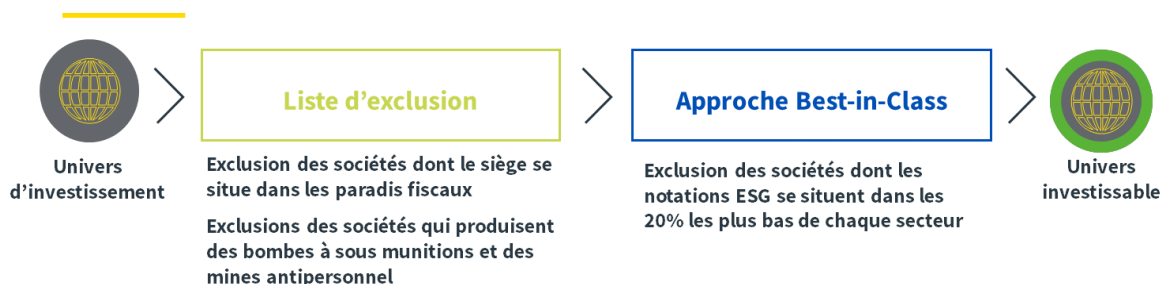 Liste d’exclusion
Approche Best-in-Class
Univers
d’investissement
Exclusion des sociétés dont le siège se
situe dans les paradis fiscaux
Exclusions des sociétés qui produisent
des bombes à sous munitions et des
mines antipersonnel
Exclusion des sociétés dont les
notations ESG se situent dans les
20% les plus bas de chaque secteur
Univers
investissable